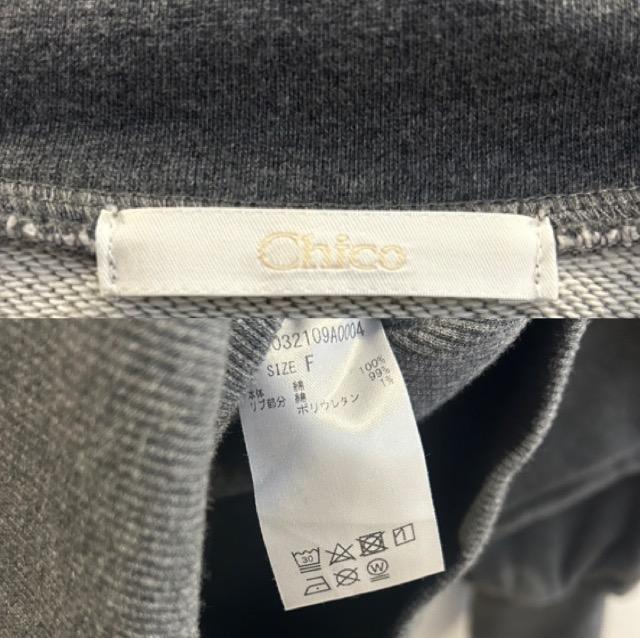 Chico
032109A0004
SIZE F
本体 綿 100%
リブ部分 綿 99%
ポリウレタン 1%
30
W